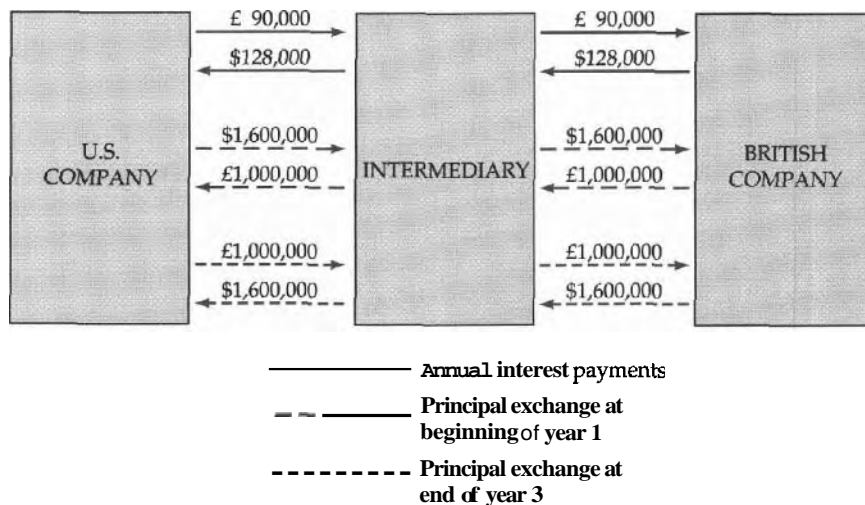 £ 90,000
£ 90,000
$128,000
$128,000
$1,600,000
$1,600,000
U.S.
COMPANY
INTERMEDIARY
BRITISH
COMPANY
£1,000,000
£1,000,000
£1,000,000
£1,000,000
$1,600,000
$1,600,000
Annual interest payments
Principal exchange at
beginning of year 1
Principal exchange at
end of year 3